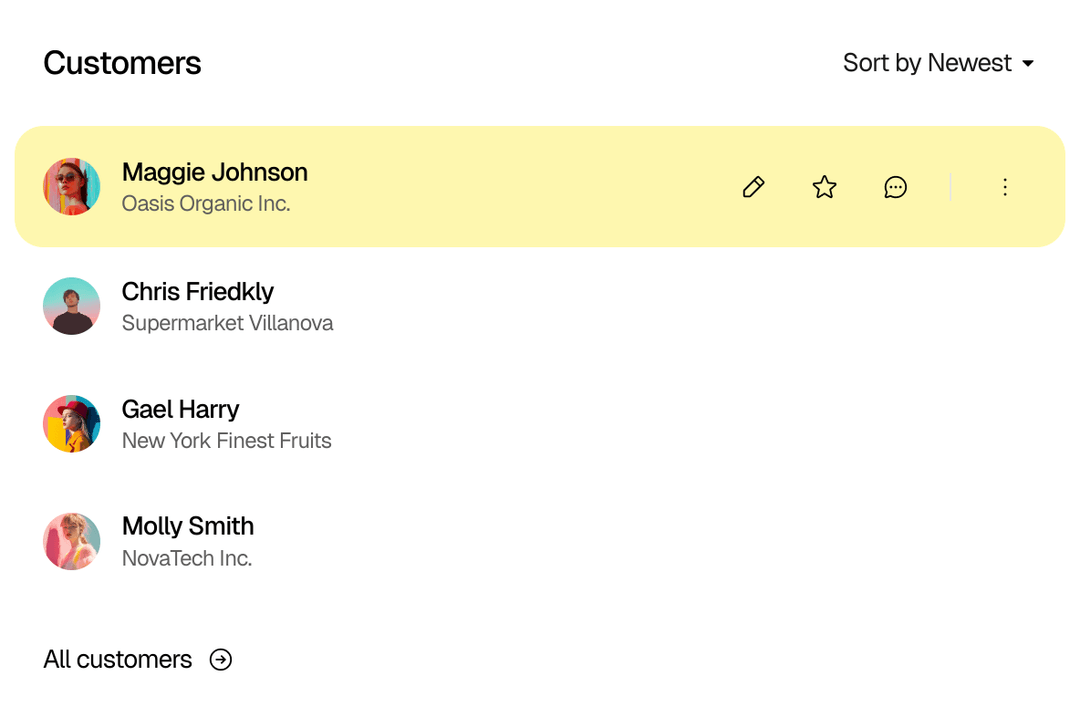 Customers
Sort by Newest
Maggie Johnson
Oasis Organic Inc.
Chris Friedkly
Supermarket Villanova
Gael Harry
New York Finest Fruits
Molly Smith
NovaTech Inc.
All customers